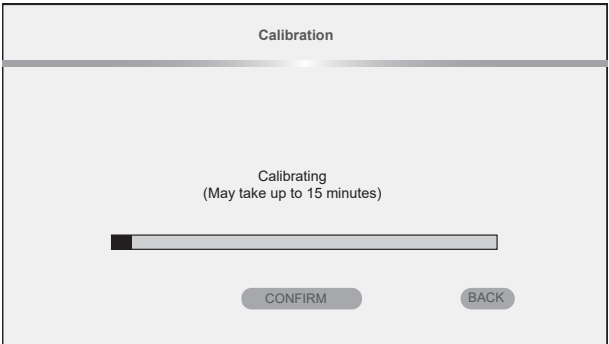 Calibration
Calibrating
(May take up to 15 minutes)
CONFIRM
BACK